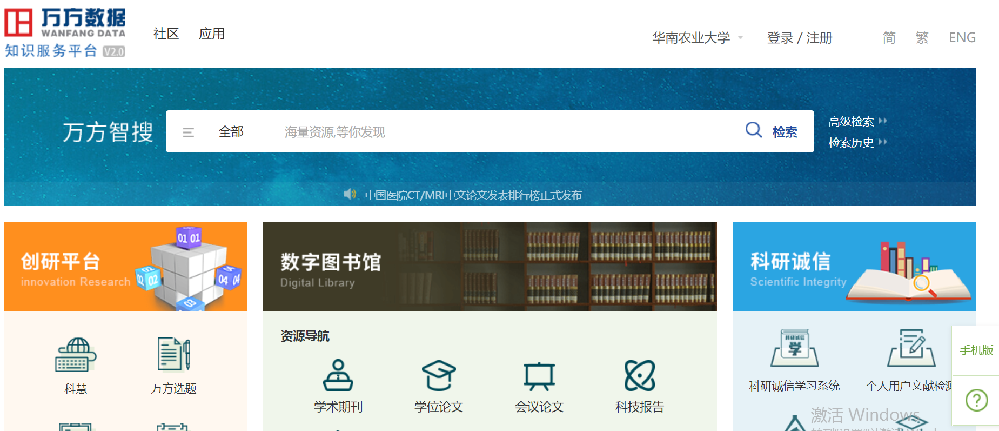 万方数据
WANFANG DATA
知识服务平台 V2.0
社区 应用
华南农业大学 登录 / 注册 简 繁 ENG
万方智搜
全部 海量资源,等你发现 检索
高级检索
检索历史
中国医院CT/MRI中文论文发表排行榜正式发布
创研平台
innovation Research
01 01
02 02
03
04 04
数字图书馆
Digital Library
科研诚信
Scientific Integrity
资源导航
科慧 万方选题
学术期刊 学位论文 会议论文 科技报告
科研诚信
学
科研诚信学习系统 个人用户文献检测
手机版
激活 Windows